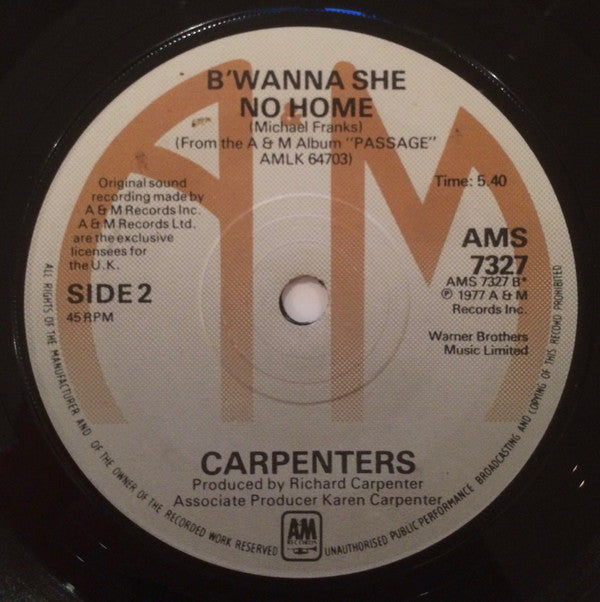 B'WANNA SHE
NO HOME
(Michael Franks)
(From the A & M Album "PASSAGE"
AMLK 64703)
Original sound
recording made by
A & M Records Inc.
A & M Records Ltd.
are the exclusive
licensees for
the U.K.
Time: 5.40
SIDE 2
45 RPM
AMS
7327
AMS 7327 B*
℗ 1977 A & M
Records Inc.
Warner Brothers
Music Limited
CARPENTERS
Produced by Richard Carpenter
Associate Producer Karen Carpenter
A&M
RECORDS
ALL RIGHTS OF THE MANUFACTURER AND OF THE OWNER OF THE RECORDED WORK RESERVED
UNAUTHORISED PUBLIC PERFORMANCE BROADCASTING AND COPYING OF THIS RECORD PROHIBITED